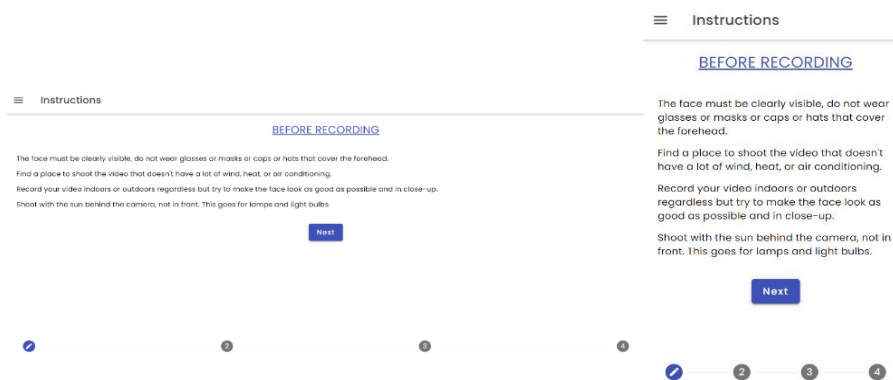 Instructions
BEFORE RECORDING
The face must be clearly visible, do not wear glasses or masks or caps or hats that cover the forehead.
Find a place to shoot the video that doesn't have a lot of wind, heat, or air conditioning.
Record your video indoors or outdoors regardless but try to make the face look as good as possible and in close-up.
Shoot with the sun behind the camera, not in front. This goes for lamps and light bulbs.
Next
2 3 4
Instructions
BEFORE RECORDING
The face must be clearly visible, do not wear
glasses or masks or caps or hats that cover
the forehead.
Find a place to shoot the video that doesn't
have a lot of wind, heat, or air conditioning.
Record your video indoors or outdoors
regardless but try to make the face look as
good as possible and in close-up.
Shoot with the sun behind the camera, not in
front. This goes for lamps and light bulbs.
Next
2 3 4